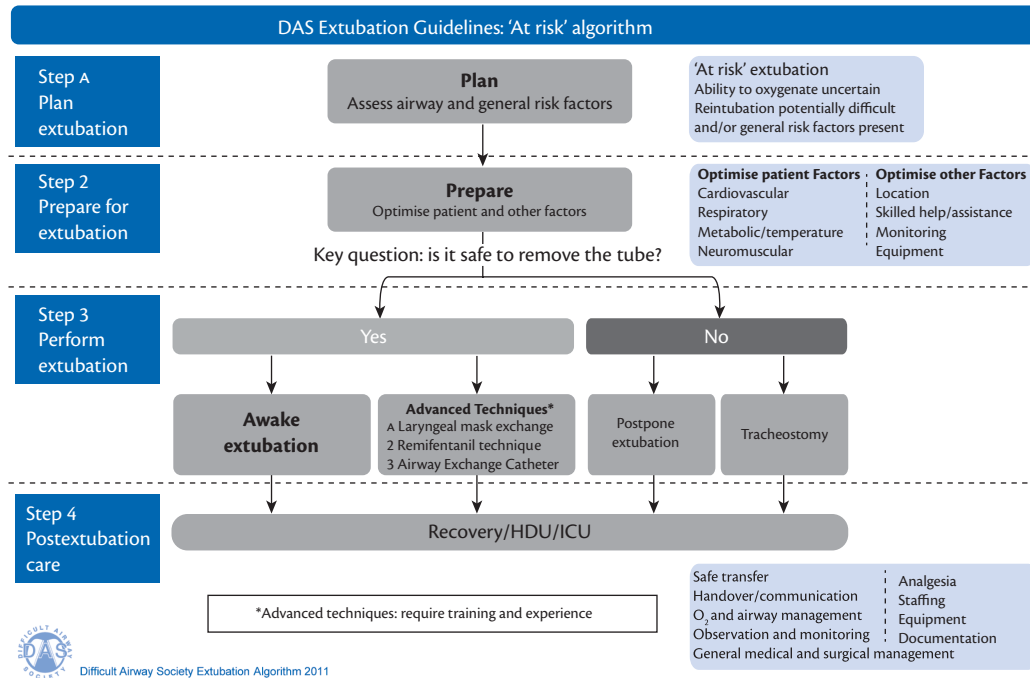 DAS Extubation Guidelines: ‘At risk’ algorithm
Step A
Plan
extubation
Plan
Assess airway and general risk factors
‘At risk’ extubation
Ability to oxygenate uncertain
Reintubation potentially difficult
and/or general risk factors present
Step 2
Prepare for
extubation
Prepare
Optimise patient and other factors
Optimise patient Factors
Cardiovascular
Respiratory
Metabolic/temperature
Neuromuscular
Optimise other Factors
Location
Skilled help/assistance
Monitoring
Equipment
Key question: is it safe to remove the tube?
Step 3
Perform
extubation
Yes
No
Awake
extubation
Advanced Techniques*
A Laryngeal mask exchange
2 Remifentanil technique
3 Airway Exchange Catheter
Postpone
extubation
Tracheostomy
Step 4
Postextubation
care
Recovery/HDU/ICU
*Advanced techniques: require training and experience
Safe transfer
Handover/communication
O2 and airway management
Observation and monitoring
General medical and surgical management
Analgesia
Staffing
Equipment
Documentation
DIFFICULT AIRWAY
DAS
SOCIETY
Difficult Airway Society Extubation Algorithm 2011